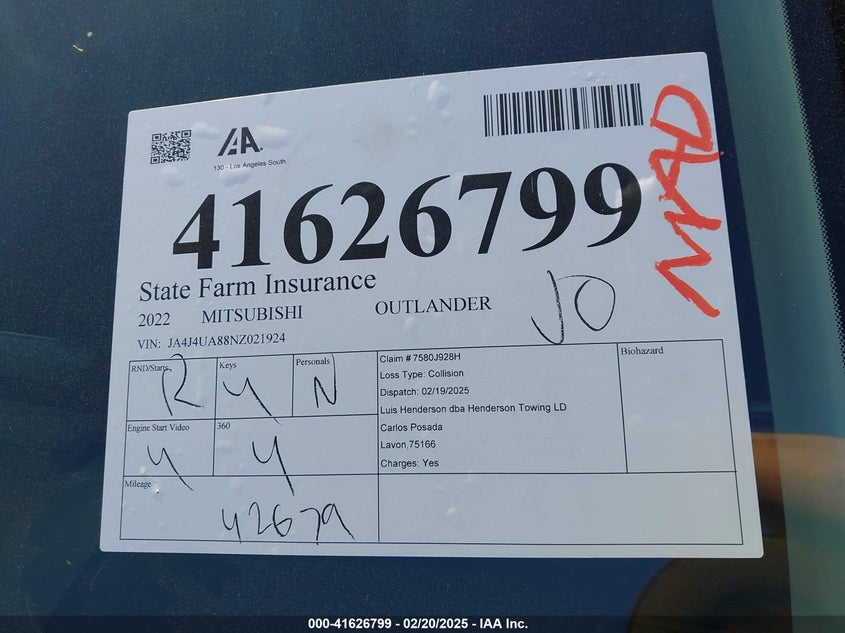 IAA.
130 - Los Angeles South
41626799
MAD
State Farm Insurance
2022 MITSUBISHI OUTLANDER
JO
VIN: JA4J4UA88NZ021924
RND/Starts
R
Keys
Y
Personals
N
Engine Start Video
Y
360
Y
Mileage
42679
Claim # 7580J928H
Loss Type: Collision
Dispatch: 02/19/2025
Luis Henderson dba Henderson Towing LD
Carlos Posada
Lavon,75166
Charges: Yes
Biohazard
000-41626799 - 02/20/2025 - IAA Inc.